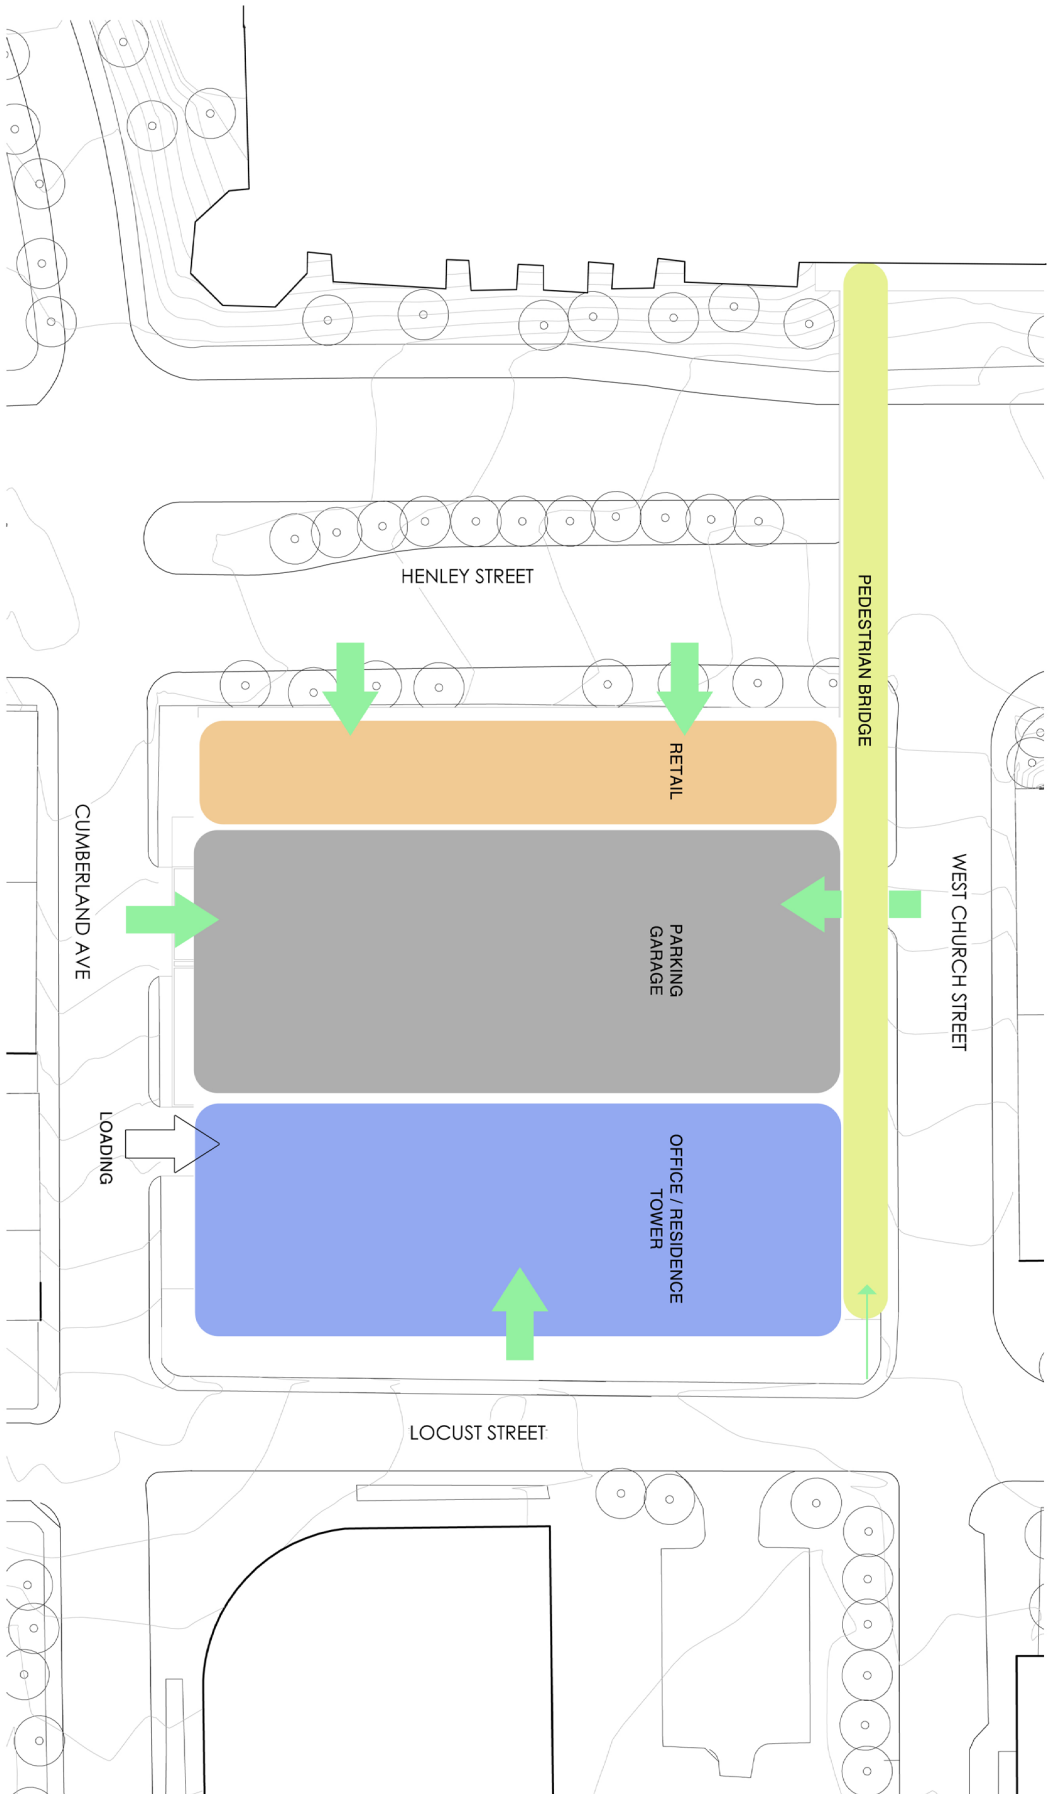 HENLEY STREET
PEDESTRIAN BRIDGE
RETAIL
CUMBERLAND AVE
PARKING
GARAGE
WEST CHURCH STREET
LOADING
OFFICE / RESIDENCE
TOWER
LOCUST STREET